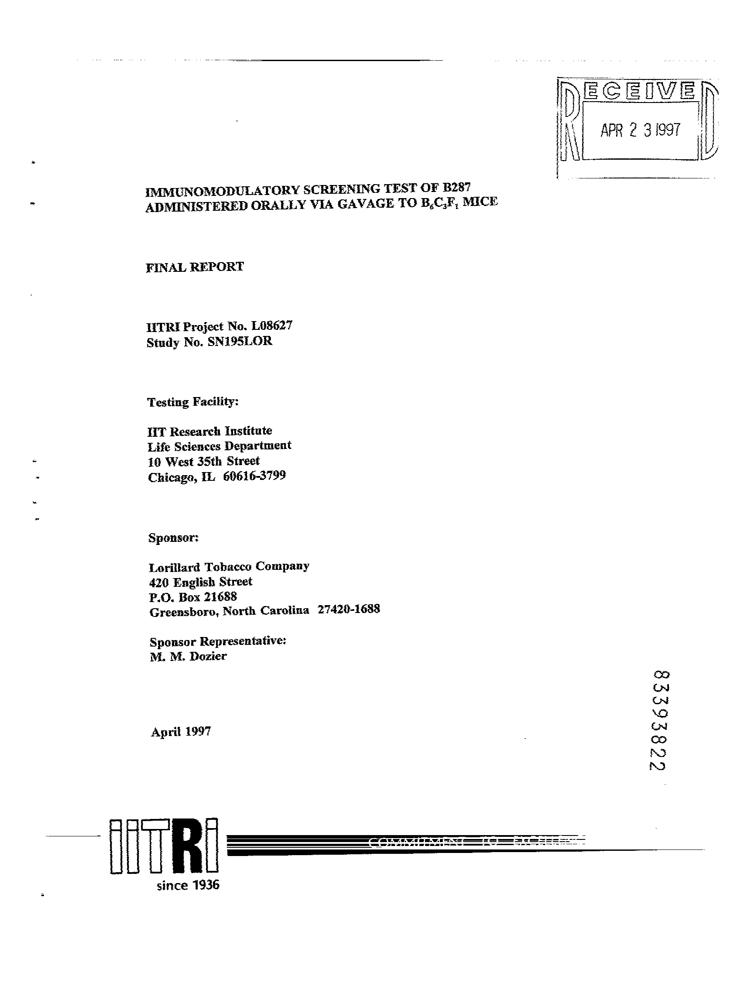 RECEIVED
APR 23 1997
IMMUNOMODULATORY SCREENING TEST OF B287
ADMINISTERED ORALLY VIA GAVAGE TO B₆C₃F₁ MICE
FINAL REPORT
IITRI Project No. L08627
Study No. SN195LOR
Testing Facility:
IIT Research Institute
Life Sciences Department
10 West 35th Street
Chicago, IL 60616-3799
Sponsor:
Lorillard Tobacco Company
420 English Street
P.O. Box 21688
Greensboro, North Carolina 27420-1688
Sponsor Representative:
M. M. Dozier
April 1997
83393822
IITRI
COMMITMENT TO EXCELLENCE
since 1936